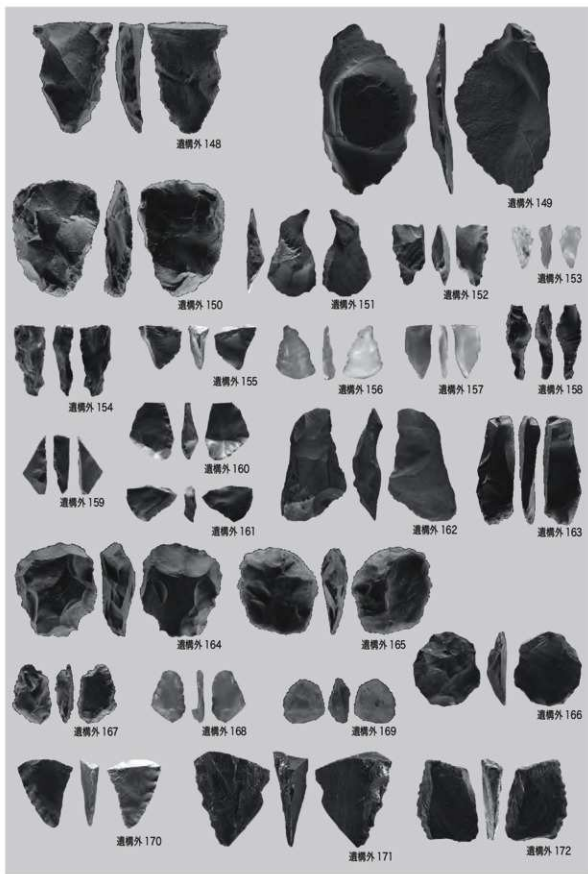 遺構外 148
遺構外 149
遺構外 150
遺構外 151
遺構外 152
遺構外 153
遺構外 154
遺構外 155
遺構外 156
遺構外 157
遺構外 158
遺構外 159
遺構外 160
遺構外 161
遺構外 162
遺構外 163
遺構外 164
遺構外 165
遺構外 166
遺構外 167
遺構外 168
遺構外 169
遺構外 170
遺構外 171
遺構外 172